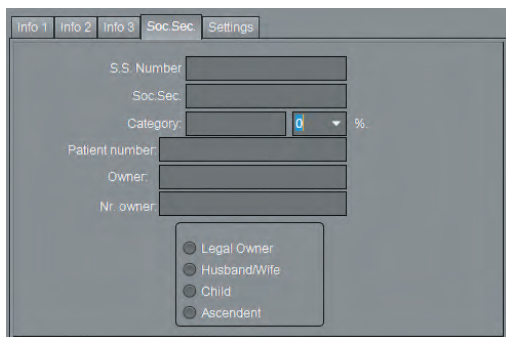 Info 1 Info 2 Info 3 Soc.Sec. Settings
S.S. Number
Soc.Sec.
Category: 0 %.
Patient number:
Owner:
Nr. owner:
Legal Owner
Husband/Wife
Child
Ascendent